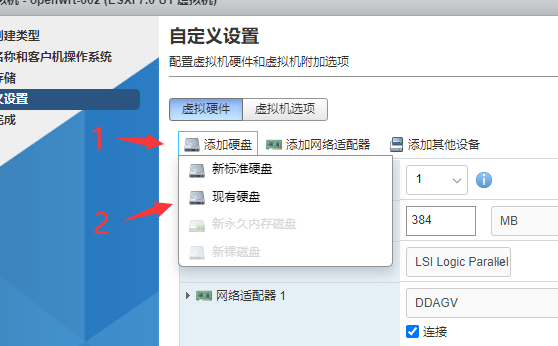 机 - openwrt-002 (ESXi 7.0 U1 虚拟机)
创建类型
名称和客户机操作系统
存储
义设置
完成
自定义设置
配置虚拟机硬件和虚拟机附加选项
虚拟硬件 虚拟机选项
1 添加硬盘 添加网络适配器 添加其他设备
新标准硬盘 1
2 现有硬盘
新永久内存磁盘 384 MB
新裸磁盘 LSI Logic Parallel
网络适配器 1 DDAGV
连接